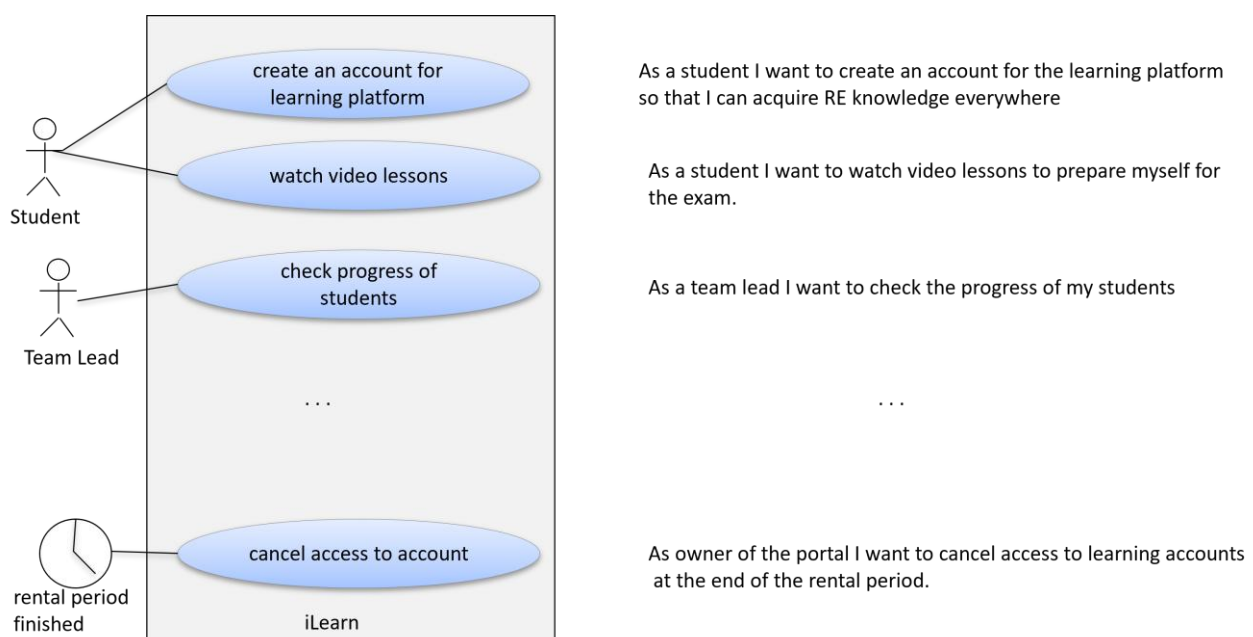 create an account for
learning platform
As a student I want to create an account for the learning platform
so that I can acquire RE knowledge everywhere
Student
watch video lessons
As a student I want to watch video lessons to prepare myself for
the exam.
Team Lead
check progress of
students
As a team lead I want to check the progress of my students
. . .
. . .
rental period
finished
cancel access to account
As owner of the portal I want to cancel access to learning accounts
at the end of the rental period.
iLearn